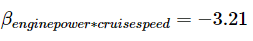 β_{enginepower*cruisespeed} = −3.21